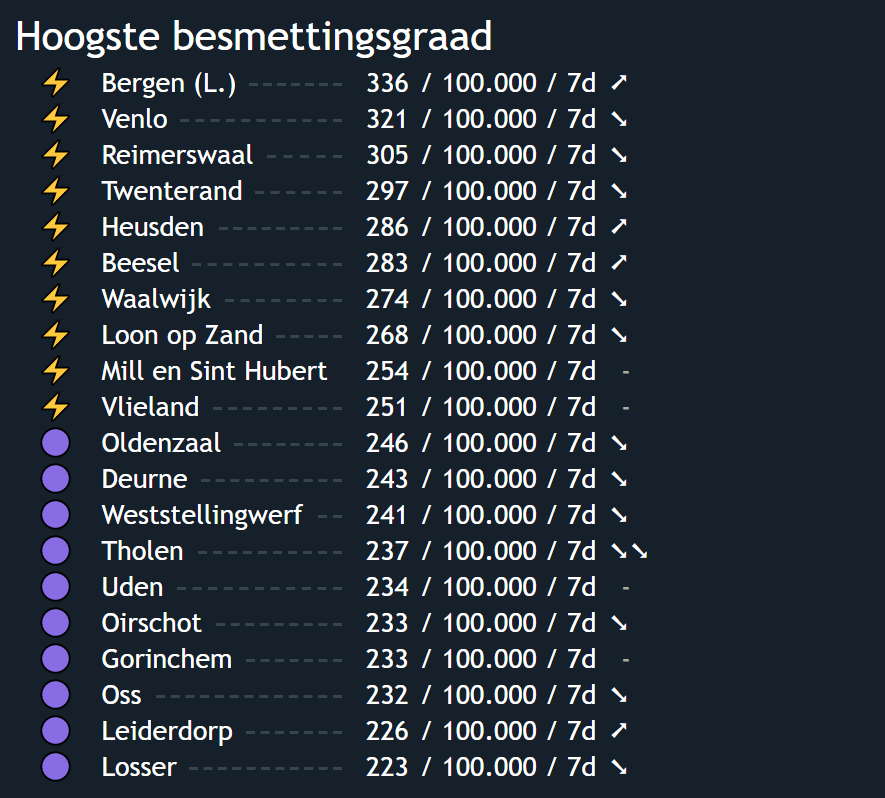 Hoogste besmettingsgraad
⚡ Bergen (L.) ------- 336 / 100.000 / 7d ↗
⚡ Venlo ------------ 321 / 100.000 / 7d ↘
⚡ Reimerswaal ----- 305 / 100.000 / 7d ↘
⚡ Twenterand ------ 297 / 100.000 / 7d ↘
⚡ Heusden --------- 286 / 100.000 / 7d ↗
⚡ Beesel ----------- 283 / 100.000 / 7d ↗
⚡ Waalwijk -------- 274 / 100.000 / 7d ↘
⚡ Loon op Zand ----- 268 / 100.000 / 7d ↘
⚡ Mill en Sint Hubert 254 / 100.000 / 7d -
⚡ Vlieland --------- 251 / 100.000 / 7d -
🟣 Oldenzaal -------- 246 / 100.000 / 7d ↘
🟣 Deurne ---------- 243 / 100.000 / 7d ↘
🟣 Weststellingwerf -- 241 / 100.000 / 7d ↘
🟣 Tholen ---------- 237 / 100.000 / 7d ↘↘
🟣 Uden ------------ 234 / 100.000 / 7d -
🟣 Oirschot --------- 233 / 100.000 / 7d ↘
🟣 Gorinchem ------- 233 / 100.000 / 7d -
🟣 Oss -------------- 232 / 100.000 / 7d ↘
🟣 Leiderdorp ------- 226 / 100.000 / 7d ↗
🟣 Losser ----------- 223 / 100.000 / 7d ↘